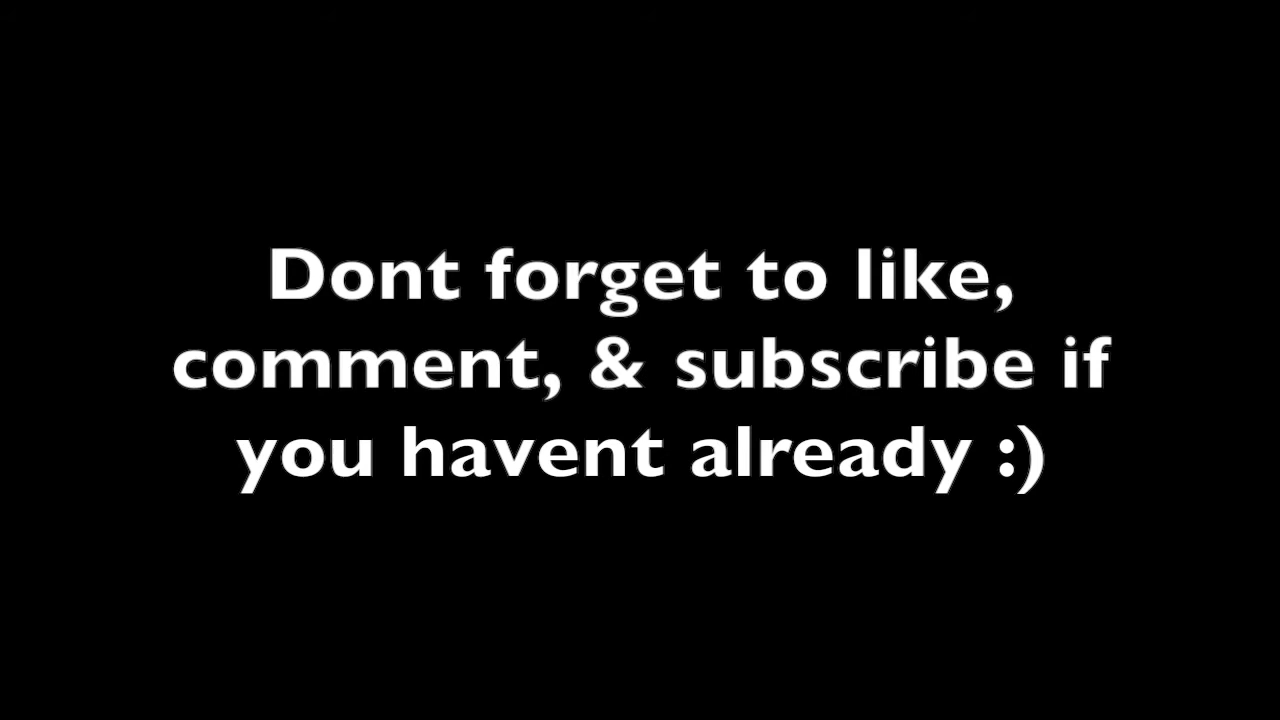 Dont forget to like,
comment, & subscribe if
you havent already :)